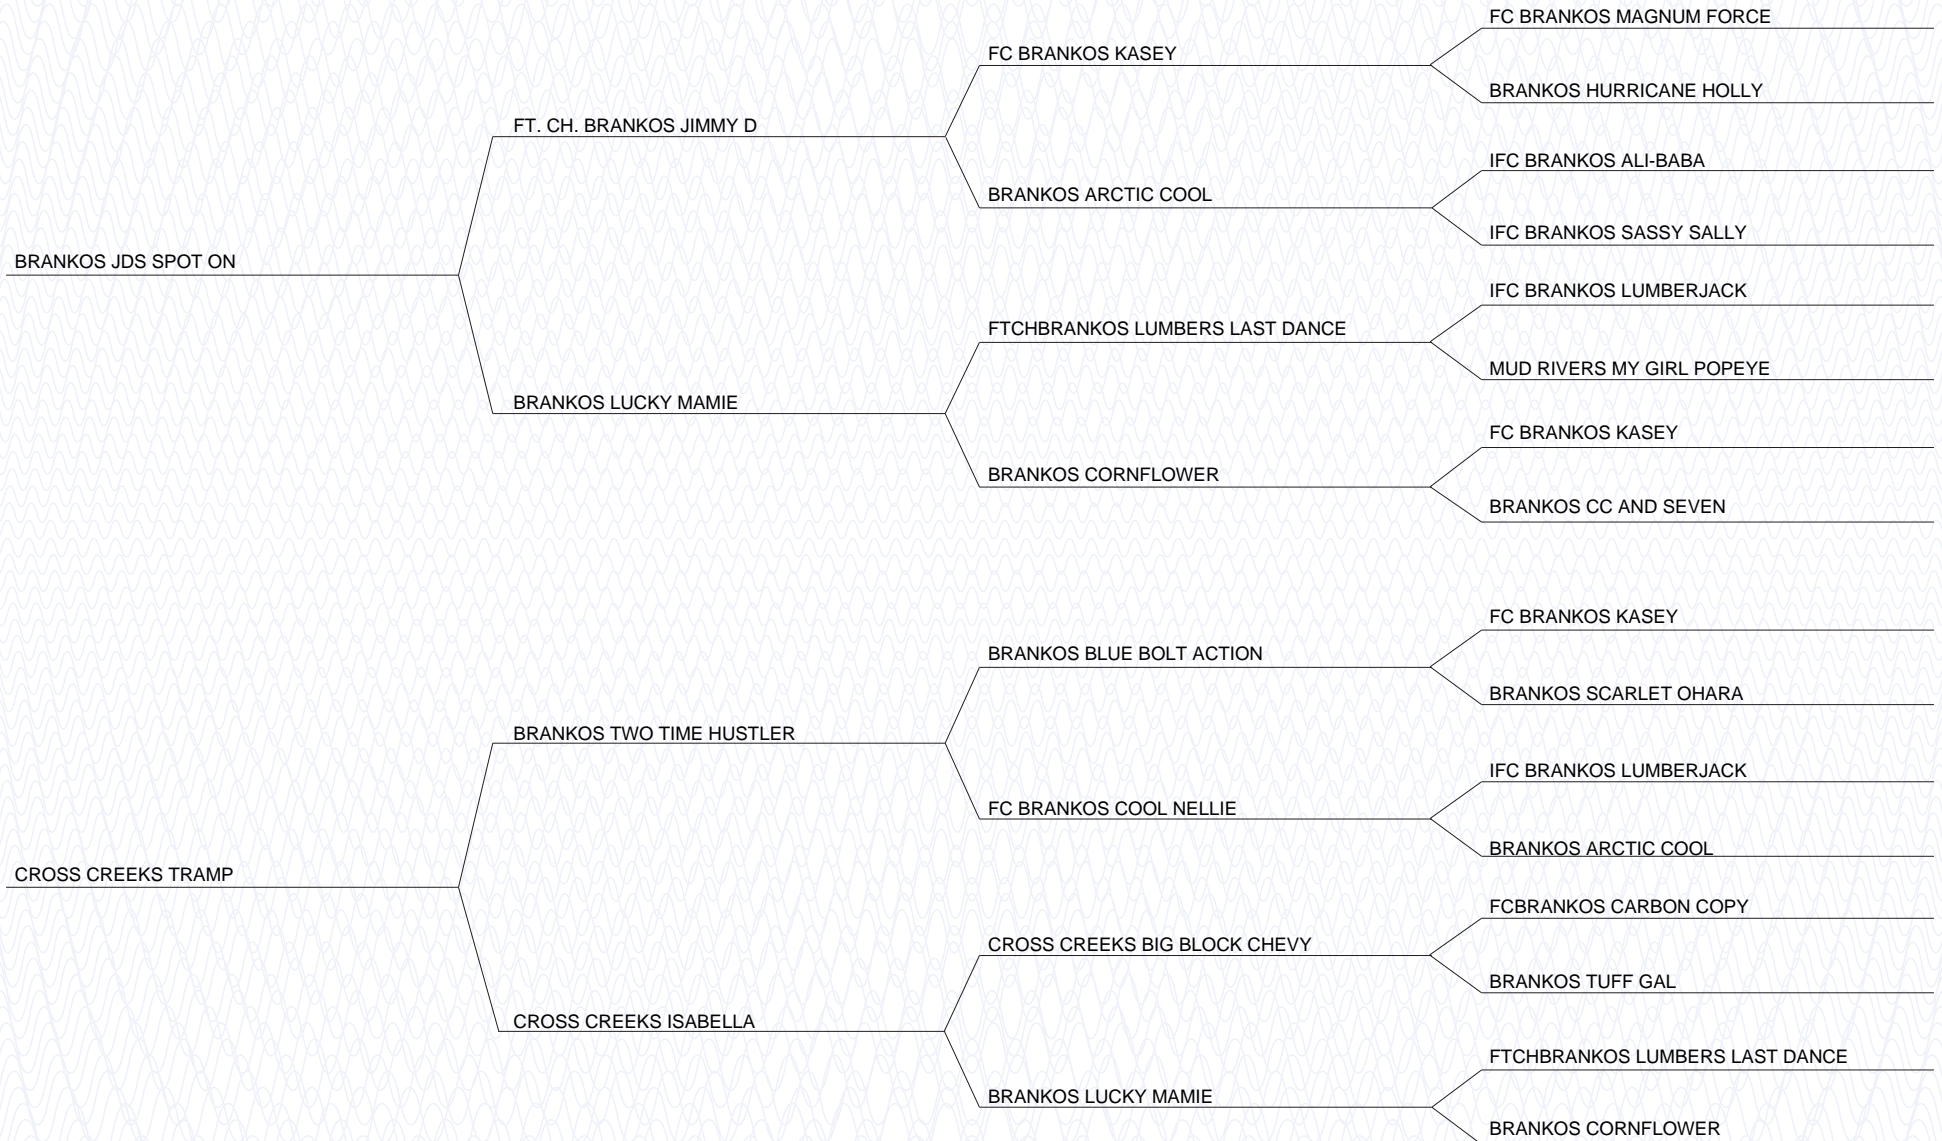 FC BRANKOS MAGNUM FORCE
FC BRANKOS KASEY
BRANKOS HURRICANE HOLLY
FT. CH. BRANKOS JIMMY D
IFC BRANKOS ALI-BABA
BRANKOS ARCTIC COOL
IFC BRANKOS SASSY SALLY
BRANKOS JDS SPOT ON
IFC BRANKOS LUMBERJACK
FTCHBRANKOS LUMBERS LAST DANCE
MUD RIVERS MY GIRL POPEYE
BRANKOS LUCKY MAMIE
FC BRANKOS KASEY
BRANKOS CORNFLOWER
BRANKOS CC AND SEVEN
FC BRANKOS KASEY
BRANKOS BLUE BOLT ACTION
BRANKOS SCARLET OHARA
BRANKOS TWO TIME HUSTLER
IFC BRANKOS LUMBERJACK
FC BRANKOS COOL NELLIE
BRANKOS ARCTIC COOL
CROSS CREEKS TRAMP
FCBRANKOS CARBON COPY
CROSS CREEKS BIG BLOCK CHEVY
BRANKOS TUFF GAL
CROSS CREEKS ISABELLA
FTCHBRANKOS LUMBERS LAST DANCE
BRANKOS LUCKY MAMIE
BRANKOS CORNFLOWER